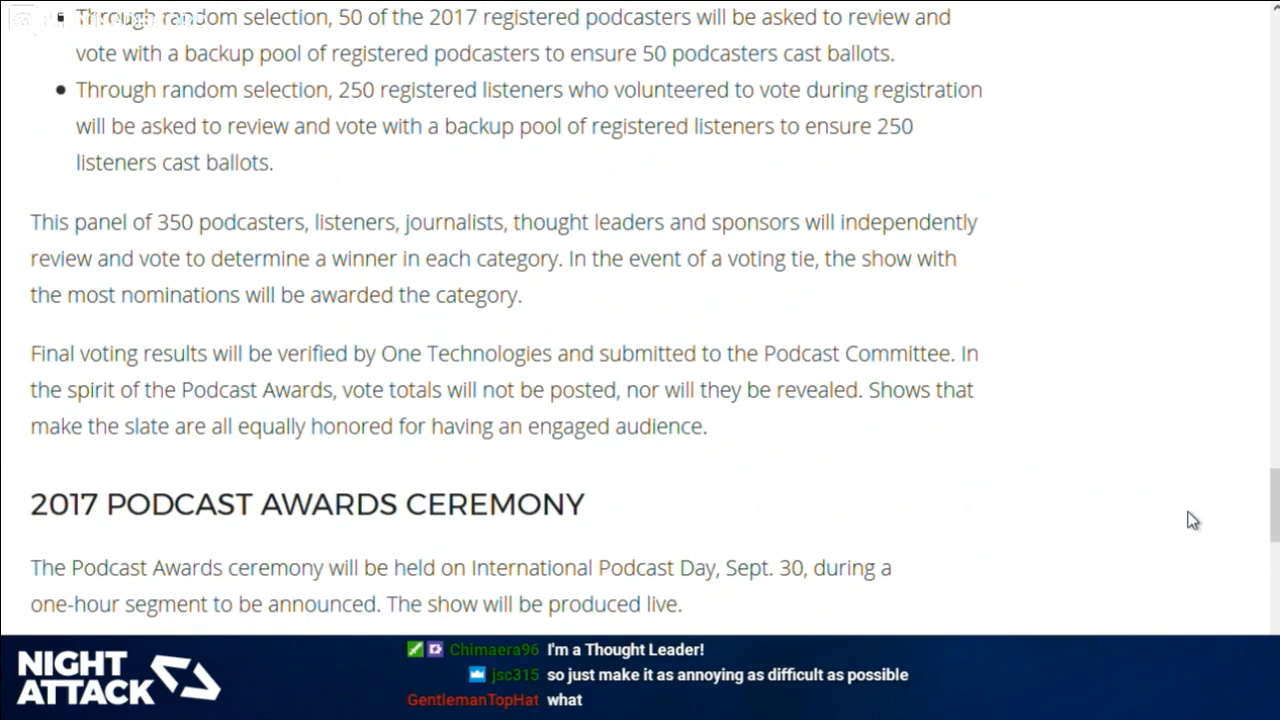 Through random selection, 50 of the 2017 registered podcasters will be asked to review and
vote with a backup pool of registered podcasters to ensure 50 podcasters cast ballots.
Through random selection, 250 registered listeners who volunteered to vote during registration
will be asked to review and vote with a backup pool of registered listeners to ensure 250
listeners cast ballots.
This panel of 350 podcasters, listeners, journalists, thought leaders and sponsors will independently
review and vote to determine a winner in each category. In the event of a voting tie, the show with
the most nominations will be awarded the category.
Final voting results will be verified by One Technologies and submitted to the Podcast Committee. In
the spirit of the Podcast Awards, vote totals will not be posted, nor will they be revealed. Shows that
make the slate are all equally honored for having an engaged audience.
2017 PODCAST AWARDS CEREMONY
The Podcast Awards ceremony will be held on International Podcast Day, Sept. 30, during a
one-hour segment to be announced. The show will be produced live.
NIGHT
ATTACK
Chimaera96 I'm a Thought Leader!
jsc315 so just make it as annoying as difficult as possible
GentlemanTopHat what